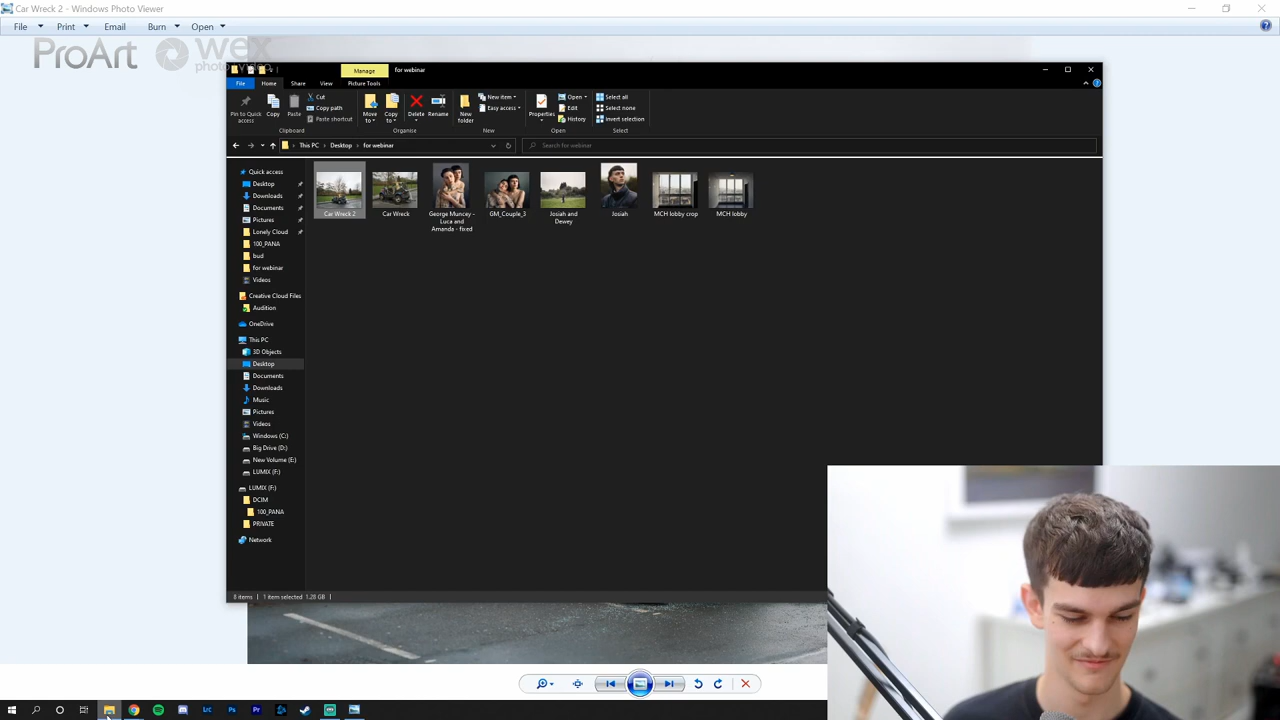 Car Wreck 2 - Windows Photo Viewer
File Print Email Burn Open
ProArt wex
photo video
Manage for webinar
File Home Share View Picture Tools
Pin to Quick access
Copy
Paste
Cut
Copy path
Paste shortcut
Move to
Copy to
Delete
Rename
New folder
New item
Easy access
Properties
Open
Edit
History
Select all
Select none
Invert selection
Clipboard Organise New Open Select
This PC Desktop for webinar
Search for webinar
Quick access
Desktop
Downloads
Documents
Pictures
Lonely Cloud
100_PANA
bud
for webinar
Videos
Creative Cloud Files
Audition
OneDrive
This PC
3D Objects
Desktop
Documents
Downloads
Music
Pictures
Videos
Windows (C:)
Big Drive (D:)
New Volume (E:)
LUMIX (F:)
LUMIX (F:)
DCIM
100_PANA
PRIVATE
Network
Car Wreck 2
Car Wreck
George Muncey - Luca and Amanda - fixed
GM_Couple_3
Josiah and Dewey
Josiah
MCH lobby crop
MCH lobby
8 items 1 item selected 1.28 GB
Lrc Ps Pr